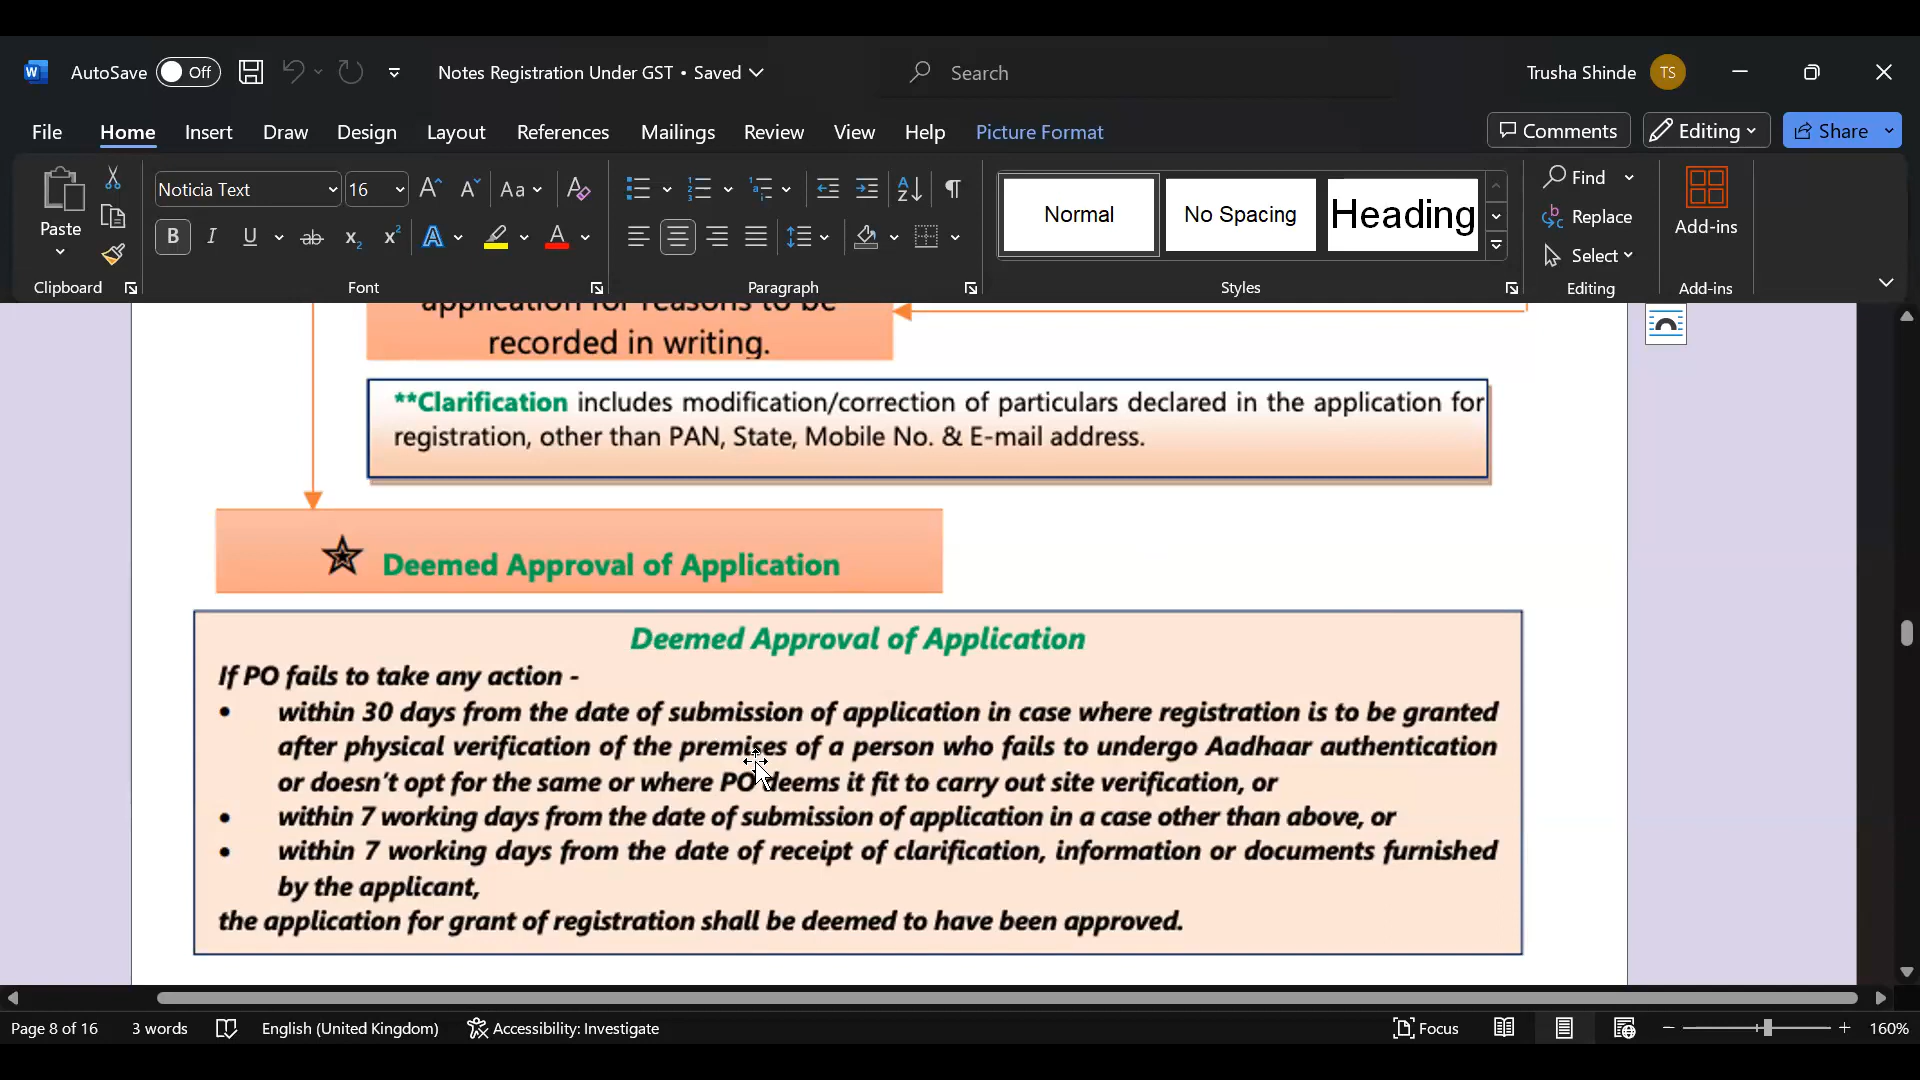 AutoSave Off Notes Registration Under GST • Saved Search Trusha Shinde TS
File Home Insert Draw Design Layout References Mailings Review View Help Picture Format Comments Editing Share
Paste Noticia Text 16 Aa Normal No Spacing Heading Find Replace Select Add-ins
Clipboard Font Paragraph Styles Editing Add-ins
application for reasons to be
recorded in writing.
**Clarification includes modification/correction of particulars declared in the application for
registration, other than PAN, State, Mobile No. & E-mail address.
Deemed Approval of Application
Deemed Approval of Application
If PO fails to take any action -
• within 30 days from the date of submission of application in case where registration is to be granted
after physical verification of the premises of a person who fails to undergo Aadhaar authentication
or doesn't opt for the same or where PO deems it fit to carry out site verification, or
• within 7 working days from the date of submission of application in a case other than above, or
• within 7 working days from the date of receipt of clarification, information or documents furnished
by the applicant,
the application for grant of registration shall be deemed to have been approved.
Page 8 of 16 3 words English (United Kingdom) Accessibility: Investigate Focus 160%